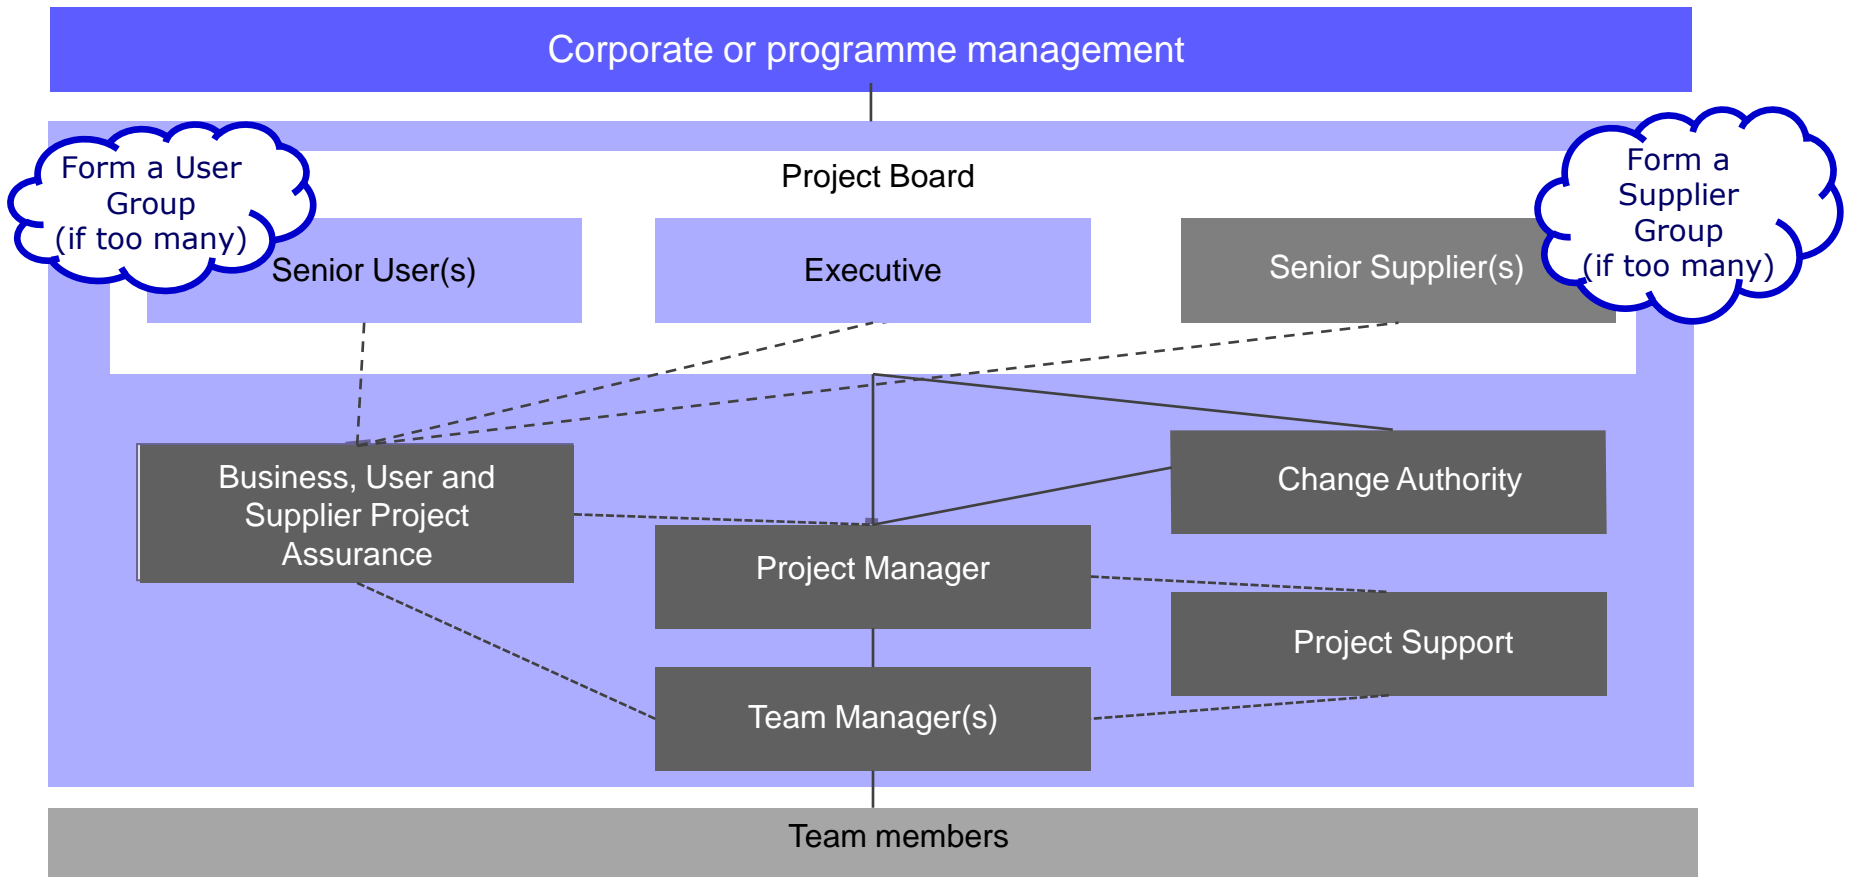 Corporate or programme management
Form a User
Group
(if too many)
Project Board
Form a
Supplier
Group
(if too many)
Senior User(s)
Executive
Senior Supplier(s)
Business, User and
Supplier Project
Assurance
Change Authority
Project Manager
Project Support
Team Manager(s)
Team members